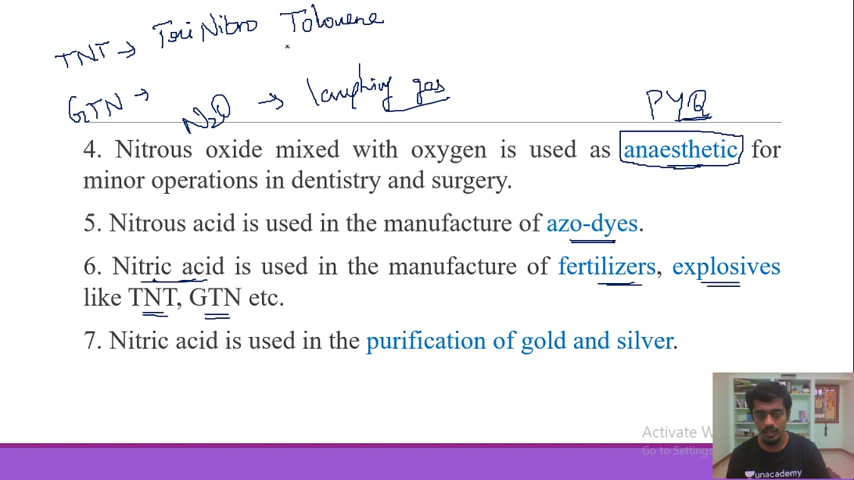 TNT → Tri Nitro Tolouene
GTN →
N2O → laughing gas
PYQ
4. Nitrous oxide mixed with oxygen is used as anaesthetic for
minor operations in dentistry and surgery.
5. Nitrous acid is used in the manufacture of azo-dyes.
6. Nitric acid is used in the manufacture of fertilizers, explosives
like TNT, GTN etc.
7. Nitric acid is used in the purification of gold and silver.
Activate W
Go to Settings
unacademy